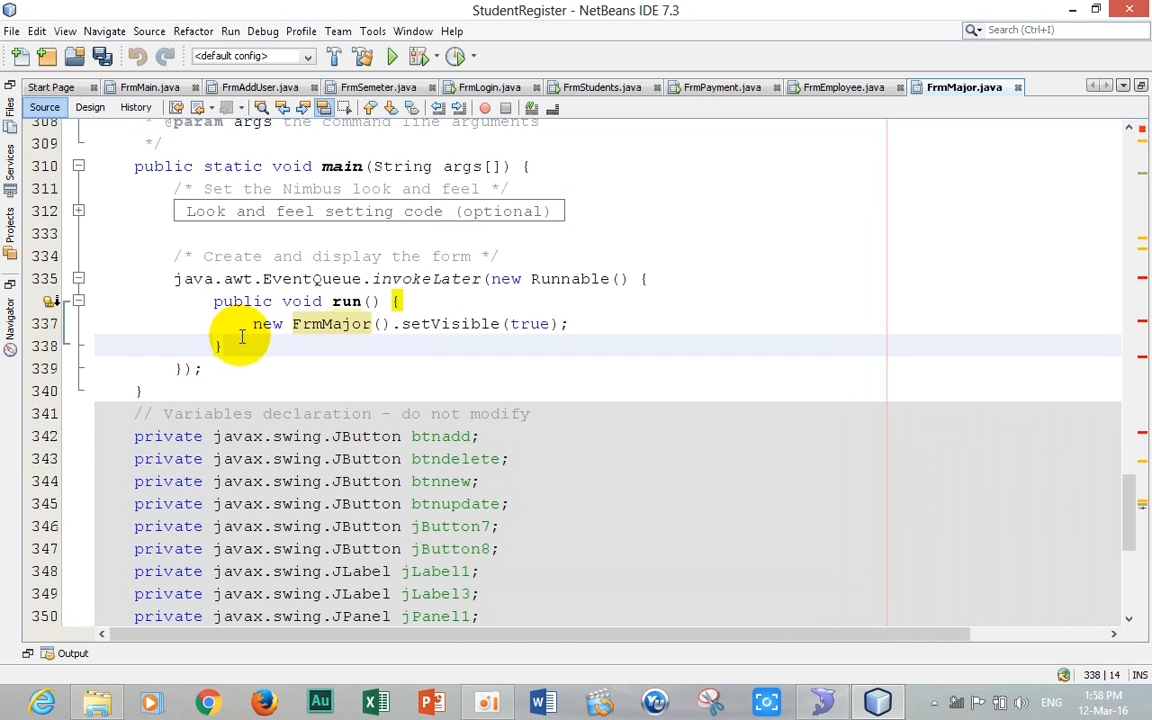 StudentRegister - NetBeans IDE 7.3
File Edit View Navigate Source Refactor Run Debug Profile Team Tools Window Help
Search (Ctrl+I)
<default config>
Start Page FrmMain.java FrmAddUser.java FrmSemeter.java FrmLogin.java FrmStudents.java FrmPayment.java FrmEmployee.java FrmMajor.java
Source Design History
Files
Services
Projects
Navigator
308 * @param args the command line arguments
309 */
310 public static void main(String args[]) {
311 /* Set the Nimbus look and feel */
312 Look and feel setting code (optional)
333
334 /* Create and display the form */
335 java.awt.EventQueue.invokeLater(new Runnable() {
public void run() {
337 new FrmMajor().setVisible(true);
338 }
339 });
340 }
341 // Variables declaration - do not modify
342 private javax.swing.JButton btnadd;
343 private javax.swing.JButton btndelete;
344 private javax.swing.JButton btnnew;
345 private javax.swing.JButton btnupdate;
346 private javax.swing.JButton jButton7;
347 private javax.swing.JButton jButton8;
348 private javax.swing.JLabel jLabel1;
349 private javax.swing.JLabel jLabel3;
350 private javax.swing.JPanel jPanel1;
Output
338 | 14 INS
ENG
1:58 PM
12-Mar-16